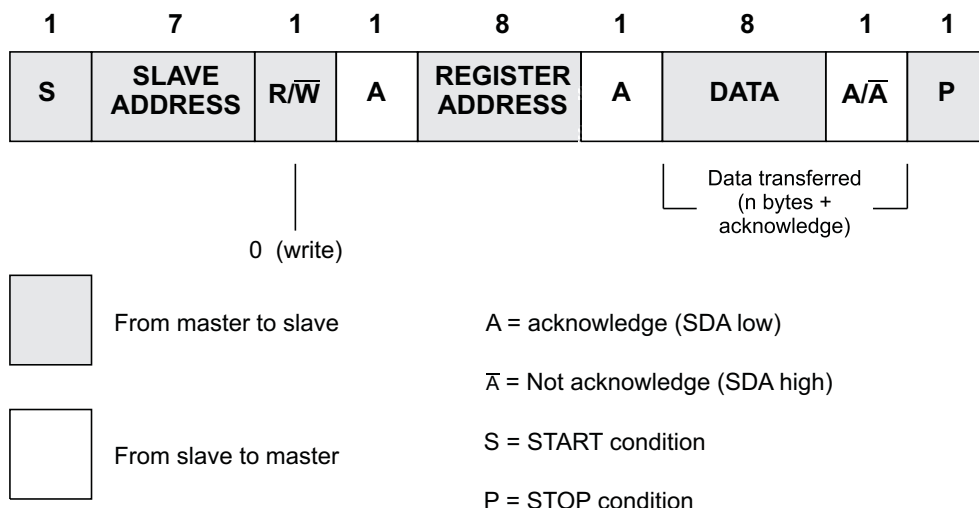 1 7 1 1 8 1 8 1 1
S SLAVE ADDRESS R/W̅ A REGISTER ADDRESS A DATA A/A̅ P
Data transferred
(n bytes +
acknowledge)
0 (write)
From master to slave
A = acknowledge (SDA low)
A̅ = Not acknowledge (SDA high)
From slave to master
S = START condition
P = STOP condition